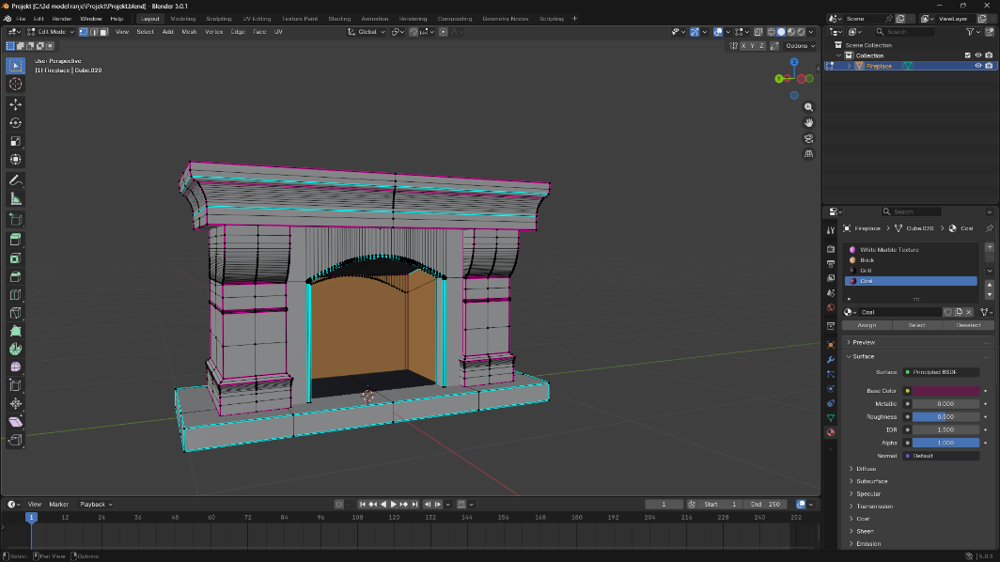 Projekt [C:\3d modeliranje\Projekt\Projekt.blend] - Blender 5.0.1
File Edit Render Window Help Layout Modeling Sculpting UV Editing Texture Paint Shading Animation Rendering Compositing Geometry Nodes Scripting Scene ViewLayer
Edit Mode View Select Add Mesh Vertex Edge Face UV Global Search
X Y Z Options
Scene Collection
Collection
Fireplace
User Perspective
(1) Fireplace | Cube.020
Z
Y
Search
Fireplace Cube.020 Coal
White Marble Texture
Brick
Grill
Coal
Coal
Assign Select Deselect
Preview
Surface
Surface Principled BSDF
Base Color
Metallic 0.000
Roughness 0.500
IOR 1.500
Alpha 1.000
Normal Default
Diffuse
Subsurface
Specular
Transmission
Coat
Sheen
Emission
View Marker Playback 1 Start 1 End 250
1 12 24 36 48 60 72 84 96 108 120 132 144 156 168 180 192 204 216 228 240 252
Select Pan View Options 5.0.1